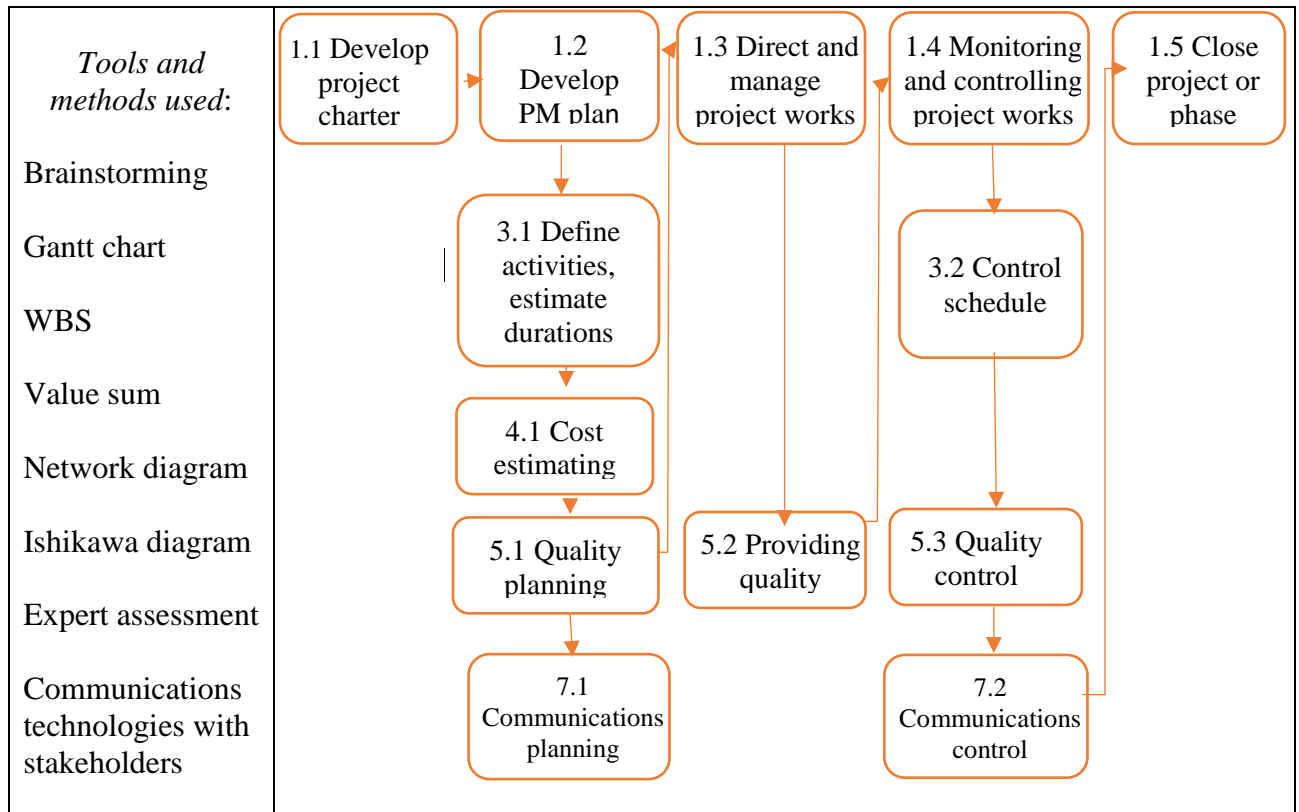 Tools and
methods used:
Brainstorming
Gantt chart
WBS
Value sum
Network diagram
Ishikawa diagram
Expert assessment
Communications
technologies with
stakeholders
1.1 Develop
project
charter
1.2
Develop
PM plan
3.1 Define
activities,
estimate
durations
4.1 Cost
estimating
5.1 Quality
planning
7.1
Communications
planning
1.3 Direct and
manage
project works
5.2 Providing
quality
1.4 Monitoring
and controlling
project works
3.2 Control
schedule
5.3 Quality
control
7.2
Communications
control
1.5 Close
project or
phase